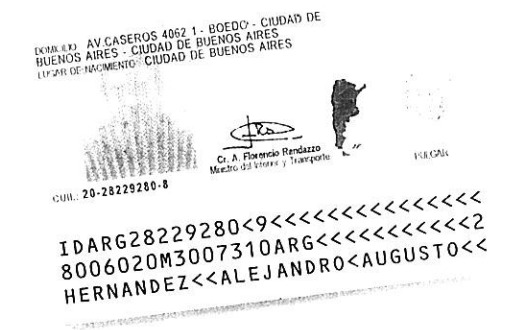 DOMICILIO AV.CASEROS 4062 1 - BOEDO - CIUDAD DE
BUENOS AIRES - CIUDAD DE BUENOS AIRES
LUGAR DE NACIMIENTO CIUDAD DE BUENOS AIRES
Cr. A. Florencio Randazzo
Ministro del Interior y Transporte
PULGAR
CUIL: 20-28229280-8
IDARG28229280<9<<<<<<<<<<<<<<<
8006020M3007310ARG<<<<<<<<<<<2
HERNANDEZ<<ALEJANDRO<AUGUSTO<<